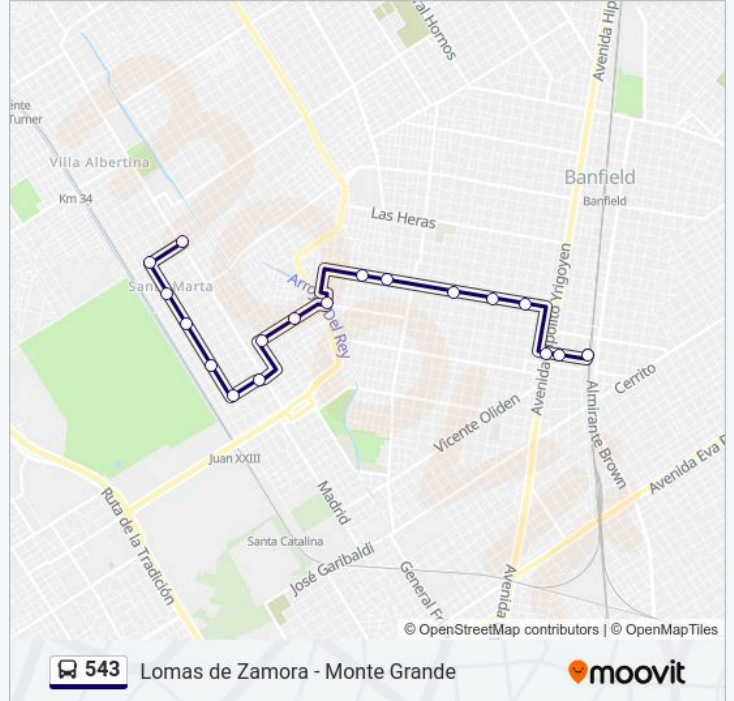 Avenida Hip
ral Hornos
ente
Turner
Villa Albertina
Banfield
Km 34
Banfield
Las Heras
Santa Marta
Arroyo Del Rey
Avenida Hipólito Yrigoyen
Cerrito
Almirante Brown
Vicente Oliden
Avenida Eva P
Juan XXIII
Madrid
Ruta de la Tradición
Santa Catalina
José Garibaldi
General F
Avenida
© OpenStreetMap contributors | © OpenMapTiles
543 Lomas de Zamora - Monte Grande
moovit